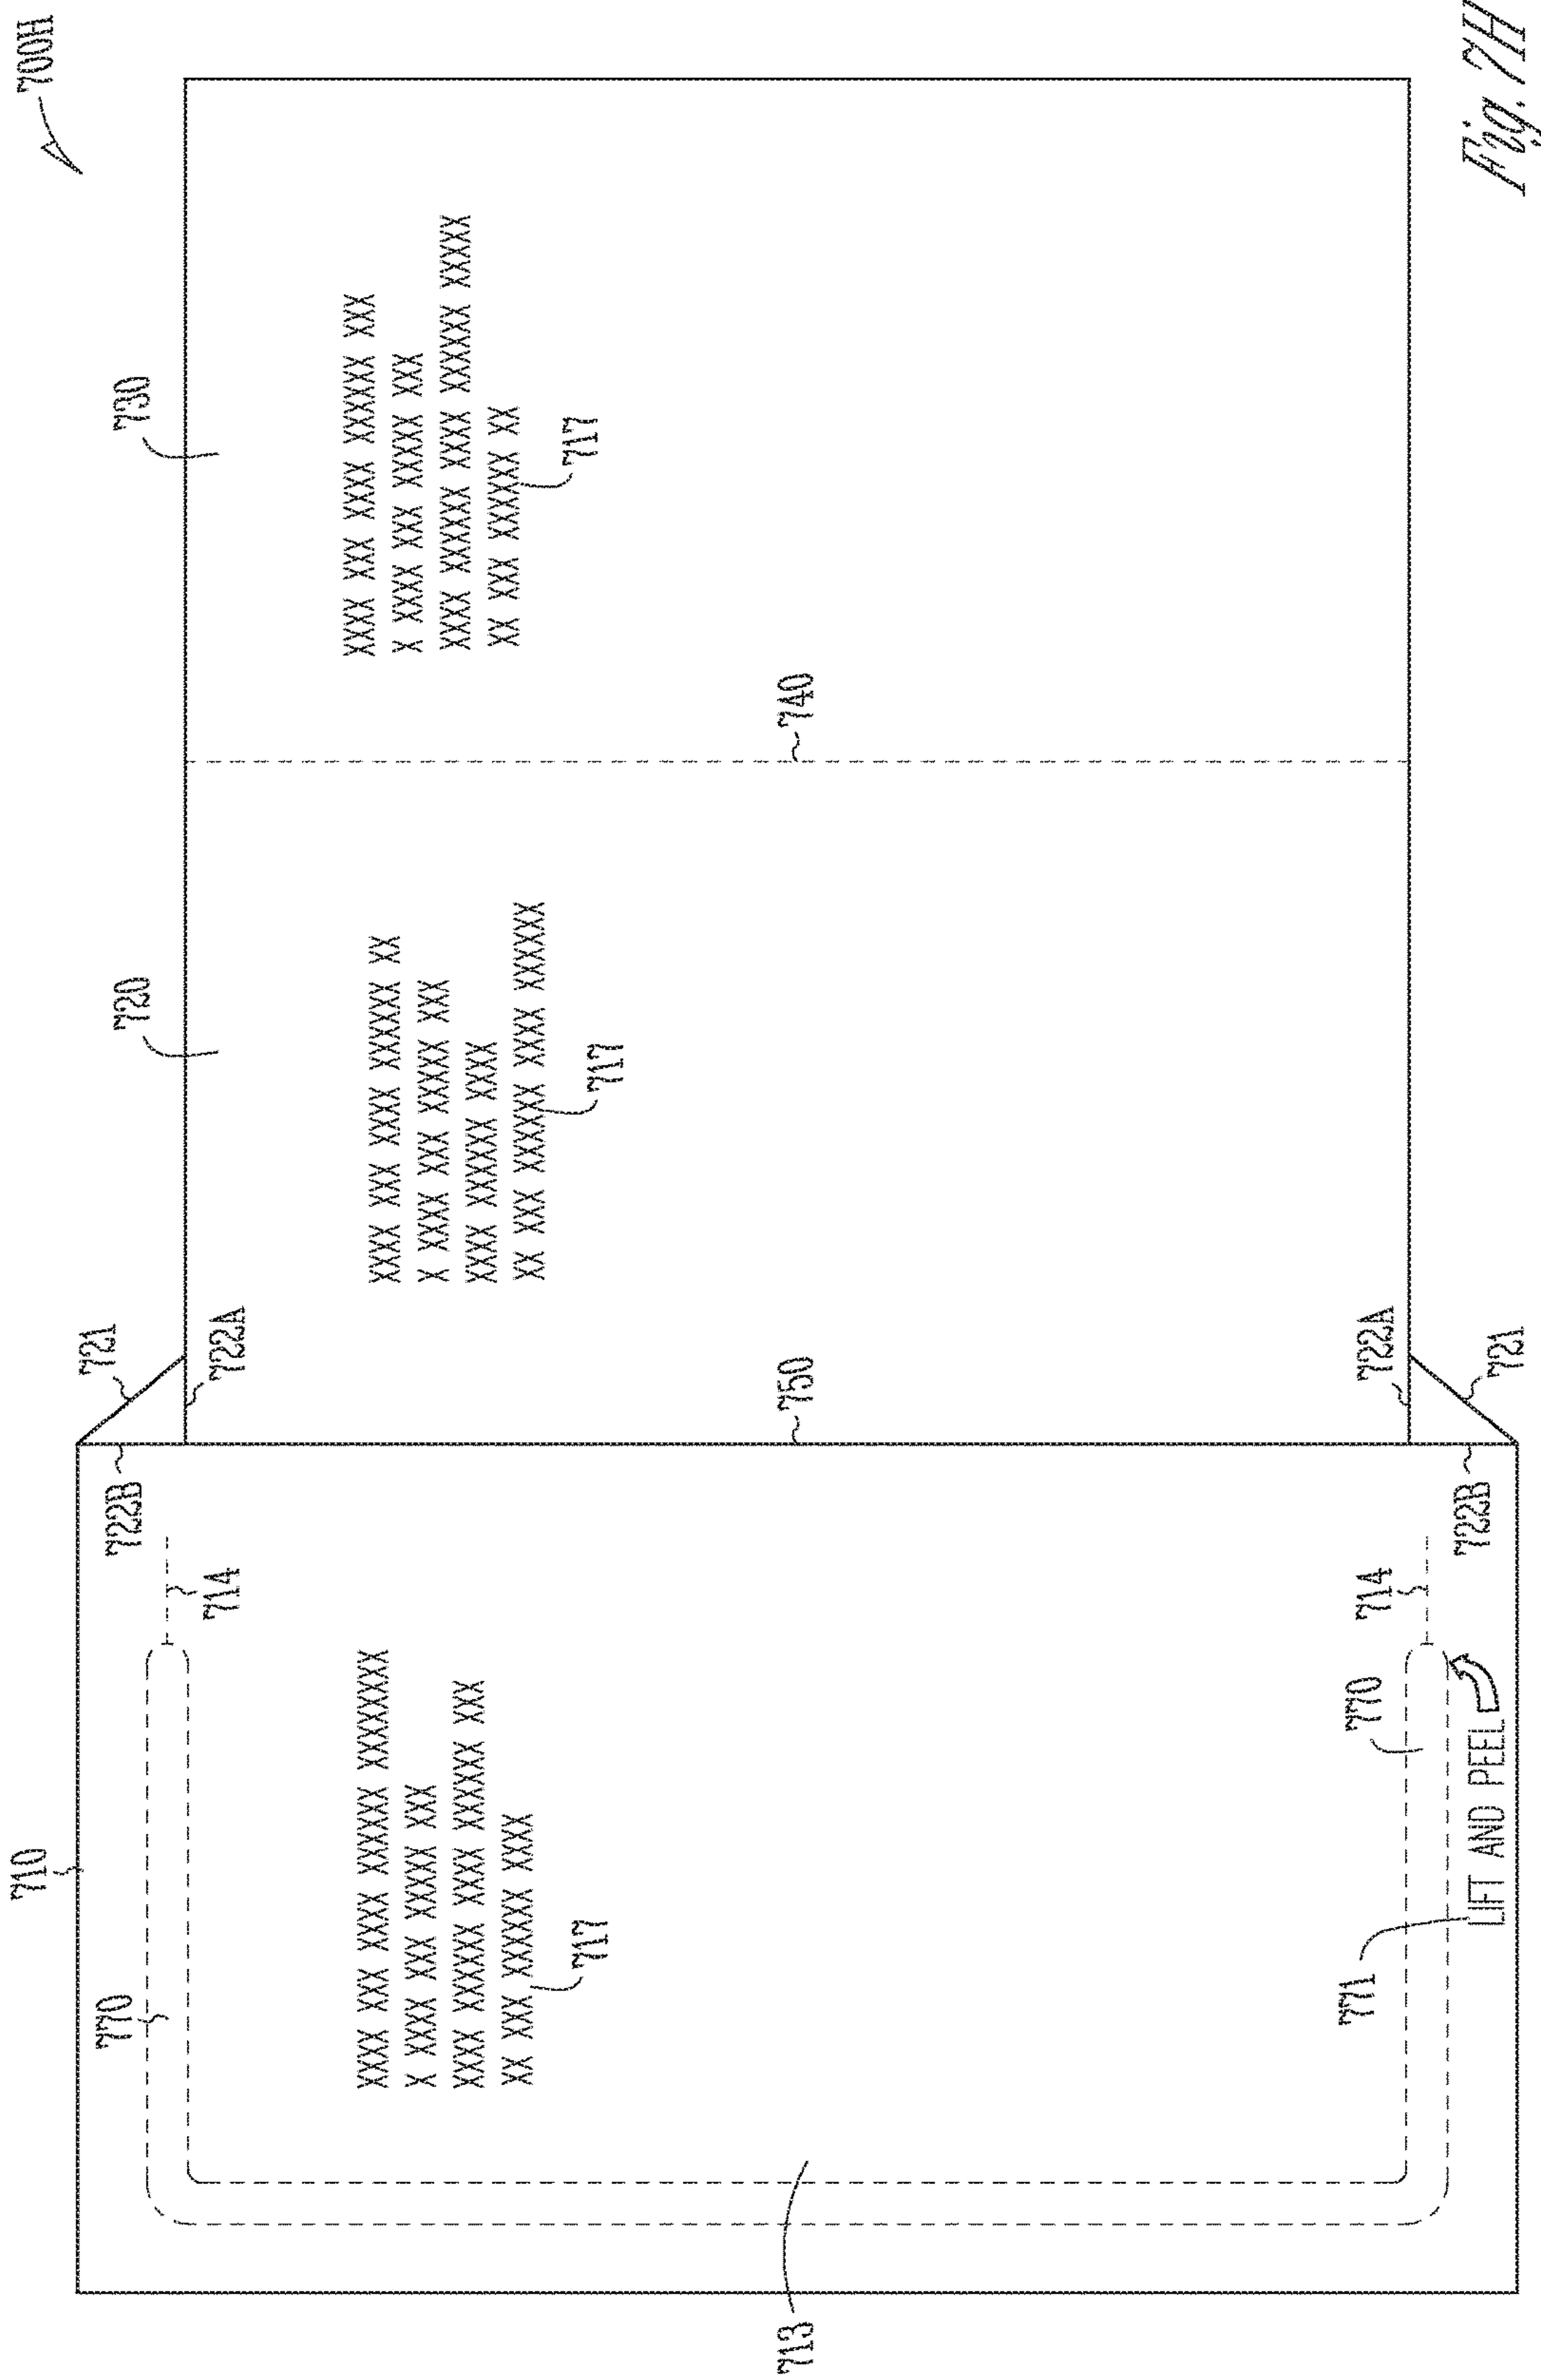 700H
710
721
770
722B
720
730
714
722A
XXXX XXX XXXX XXXXXX XXXXXXXX
X XXXX XXX XXXXX XXX
XXXX XXXXXX XXXX XXXXXX XXX
XX XXX XXXXXX XXXX
717
XXXX XXX XXXX XXXXXX XX
X XXXX XXX XXXXX XXX
XXXX XXXXXX XXXX
XX XXX XXXXXX XXXX XXXXXX
717
XXXX XXX XXXX XXXXXX XXX
X XXXX XXX XXXXX XXX
XXXX XXXXXX XXXX XXXXXX XXXXX
XX XXX XXXXXX XX
717
713
750
740
771
770
714
722A
722B
721
LIFT AND PEEL
Fig. 7H